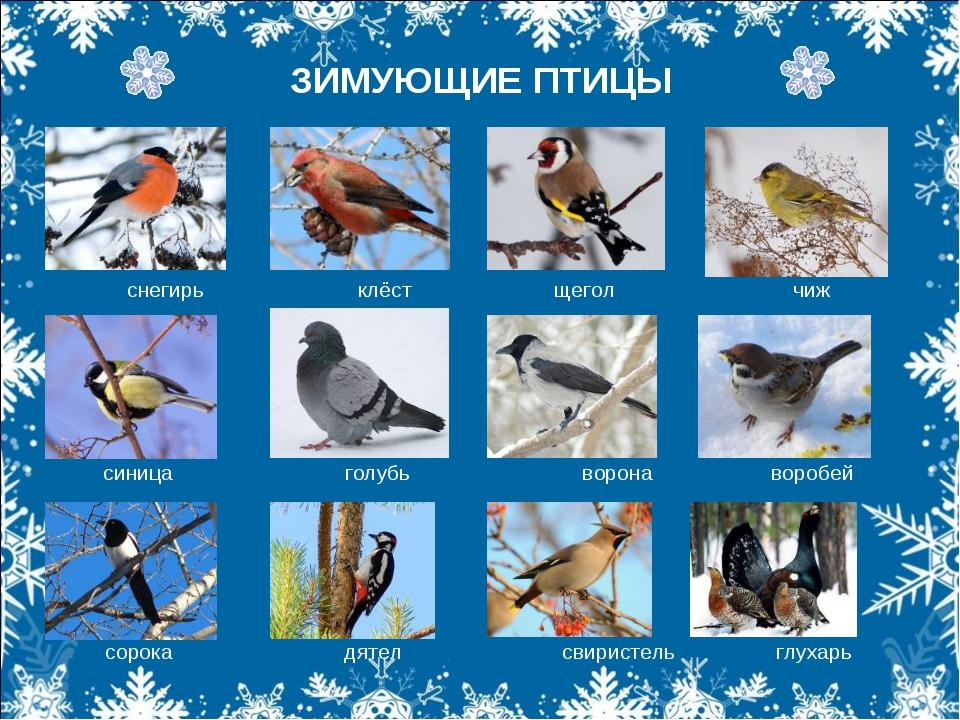 ЗИМУЮЩИЕ ПТИЦЫ
снегирь клёст щегол чиж
синица голубь ворона воробей
сорока дятел свиристель глухарь